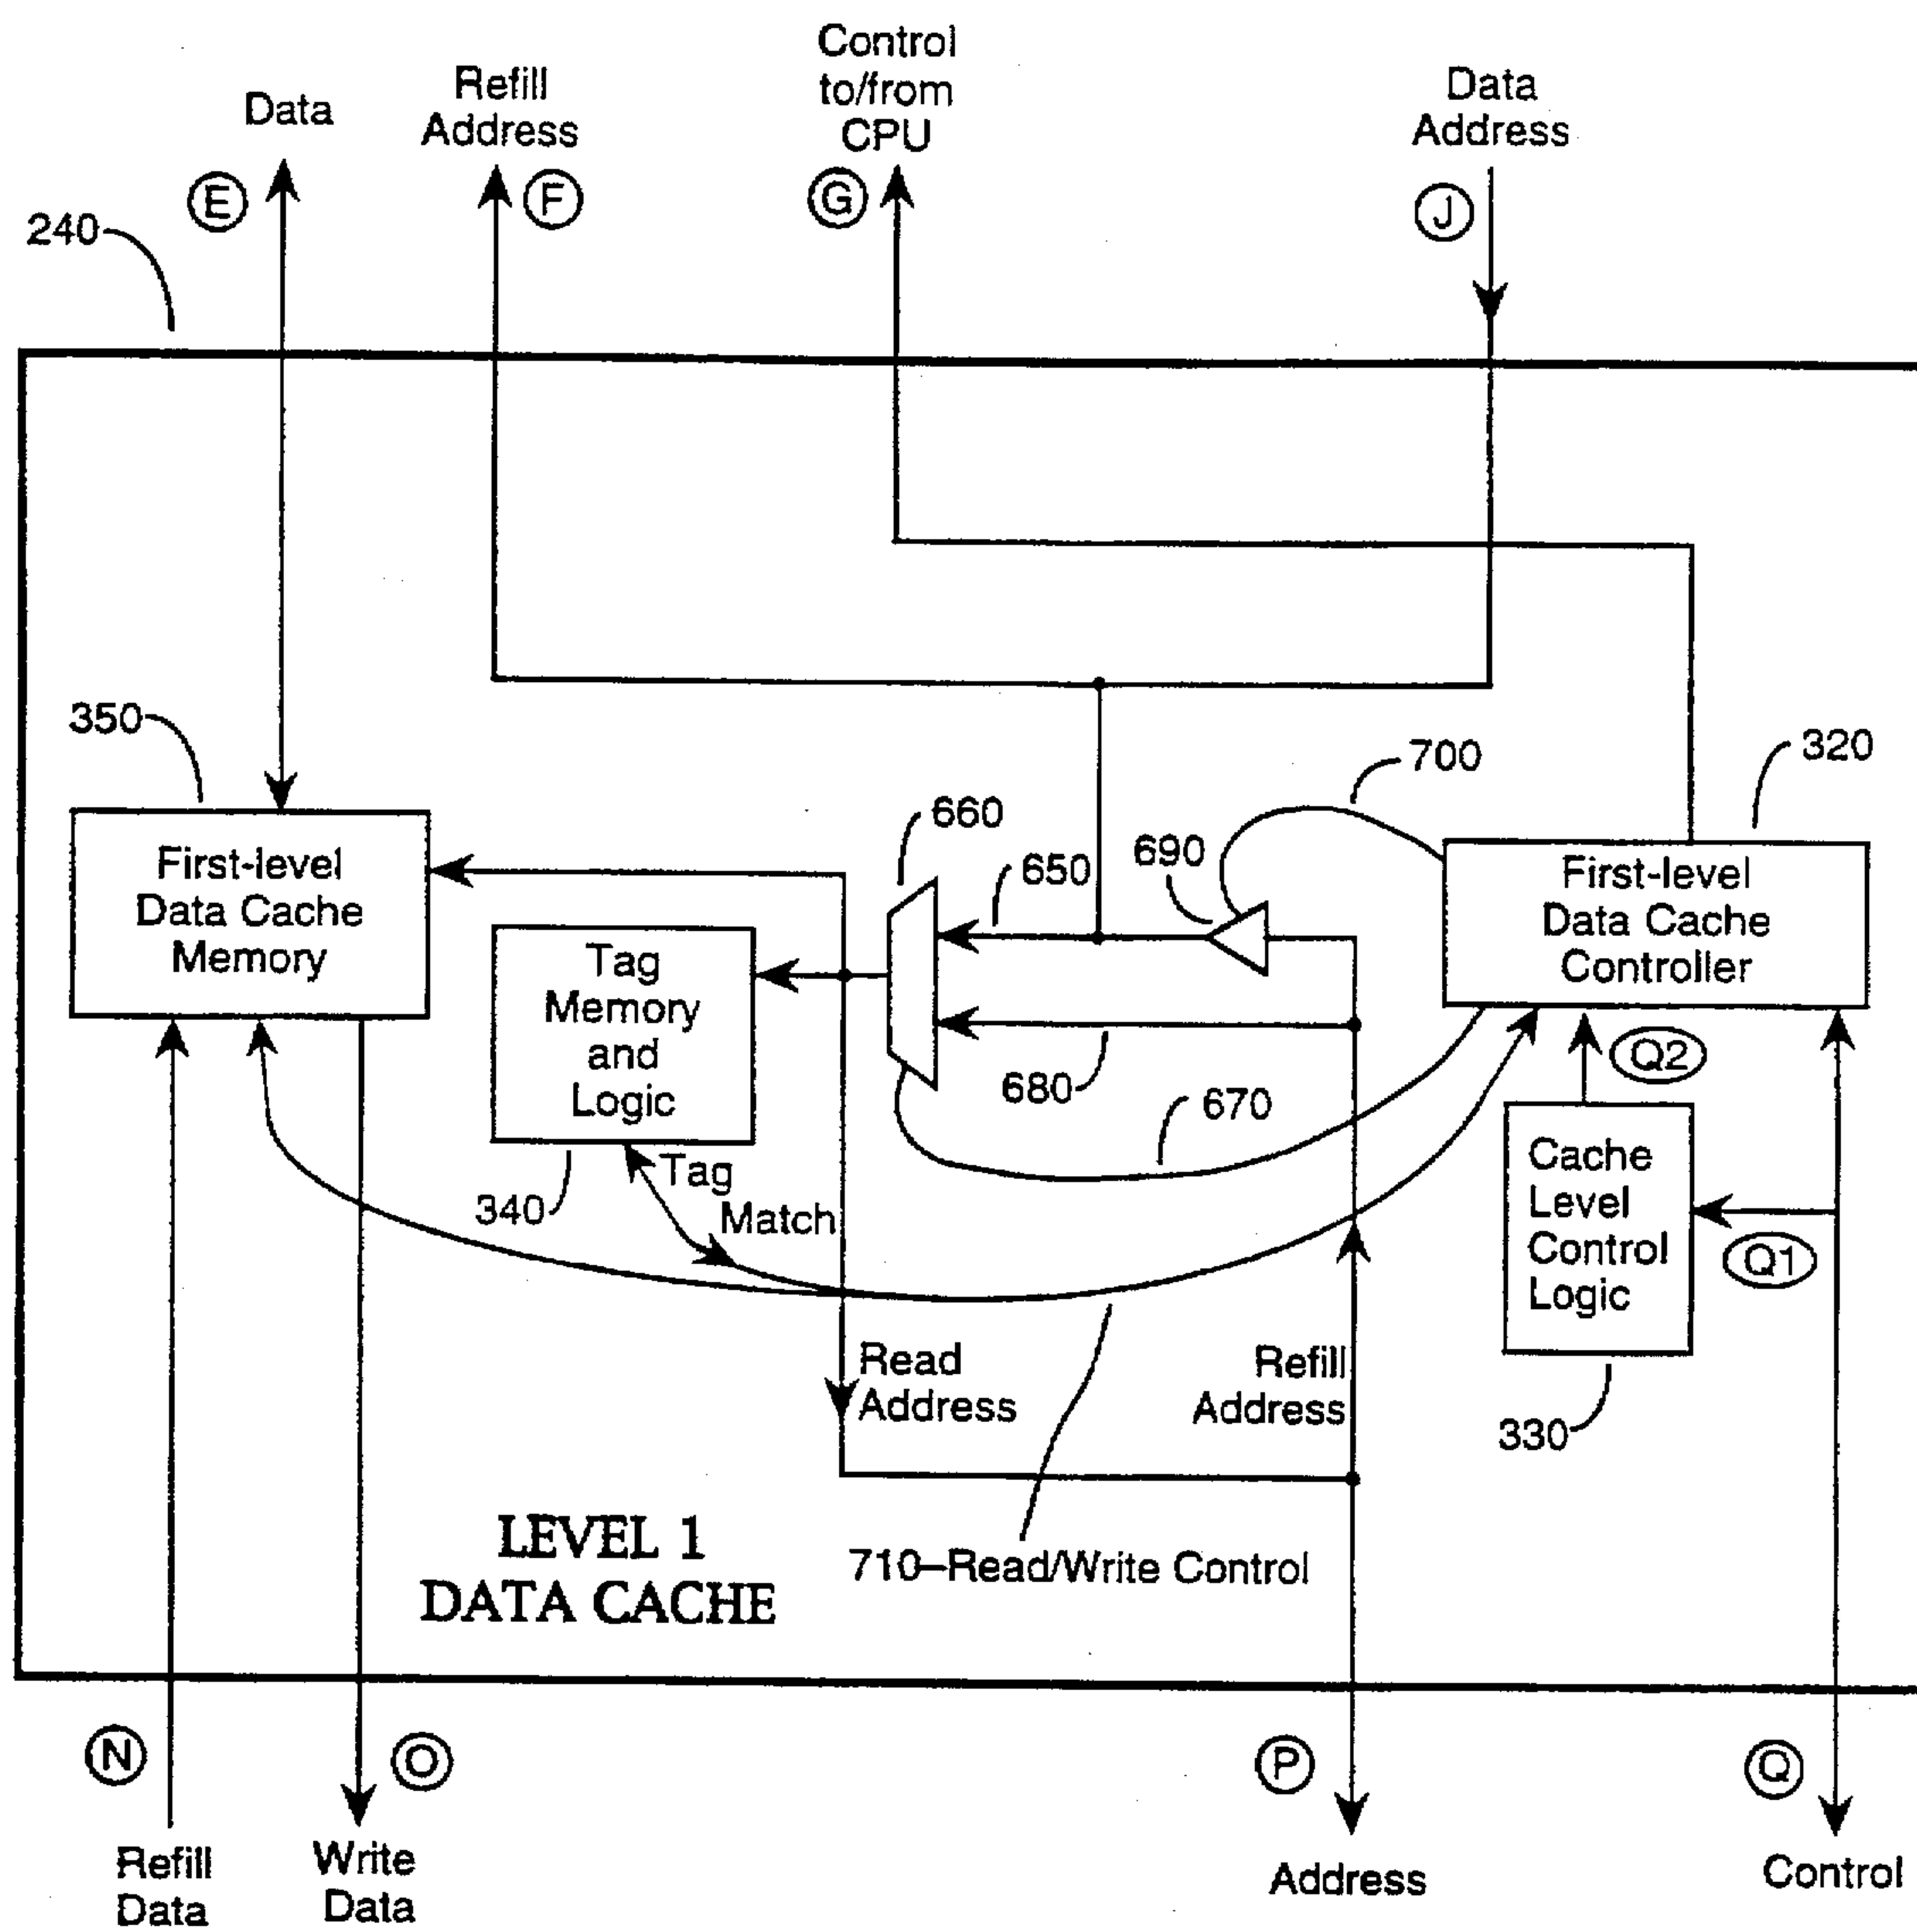 Control
to/from
CPU
Data
Refill
Address
Data
Address
E
F
G
J
240
350
700
320
660
650
690
First-level
Data Cache
Memory
First-level
Data Cache
Controller
Tag
Memory
and
Logic
680
670
Q2
340
Tag
Match
Cache
Level
Control
Logic
Q1
Read
Address
Refill
Address
330
LEVEL 1
DATA CACHE
710–Read/Write Control
N
O
P
Q
Refill
Data
Write
Data
Address
Control